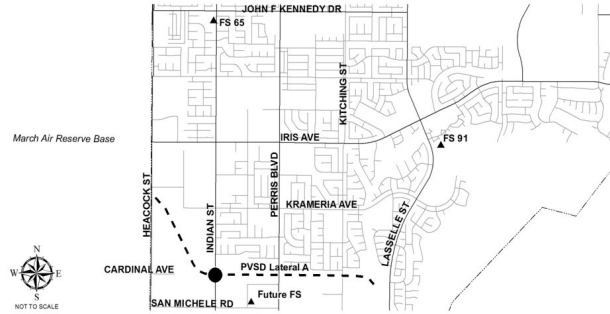 JOHN F KENNEDY DR
FS 65
KITCHING ST
March Air Reserve Base
IRIS AVE
FS 91
HEACOCK ST
INDIAN ST
PERRIS BLVD
KRAMERIA AVE
LASSELLE ST
N
W E
S
NOT TO SCALE
CARDINAL AVE
PVSD Lateral A
SAN MICHELE RD
Future FS